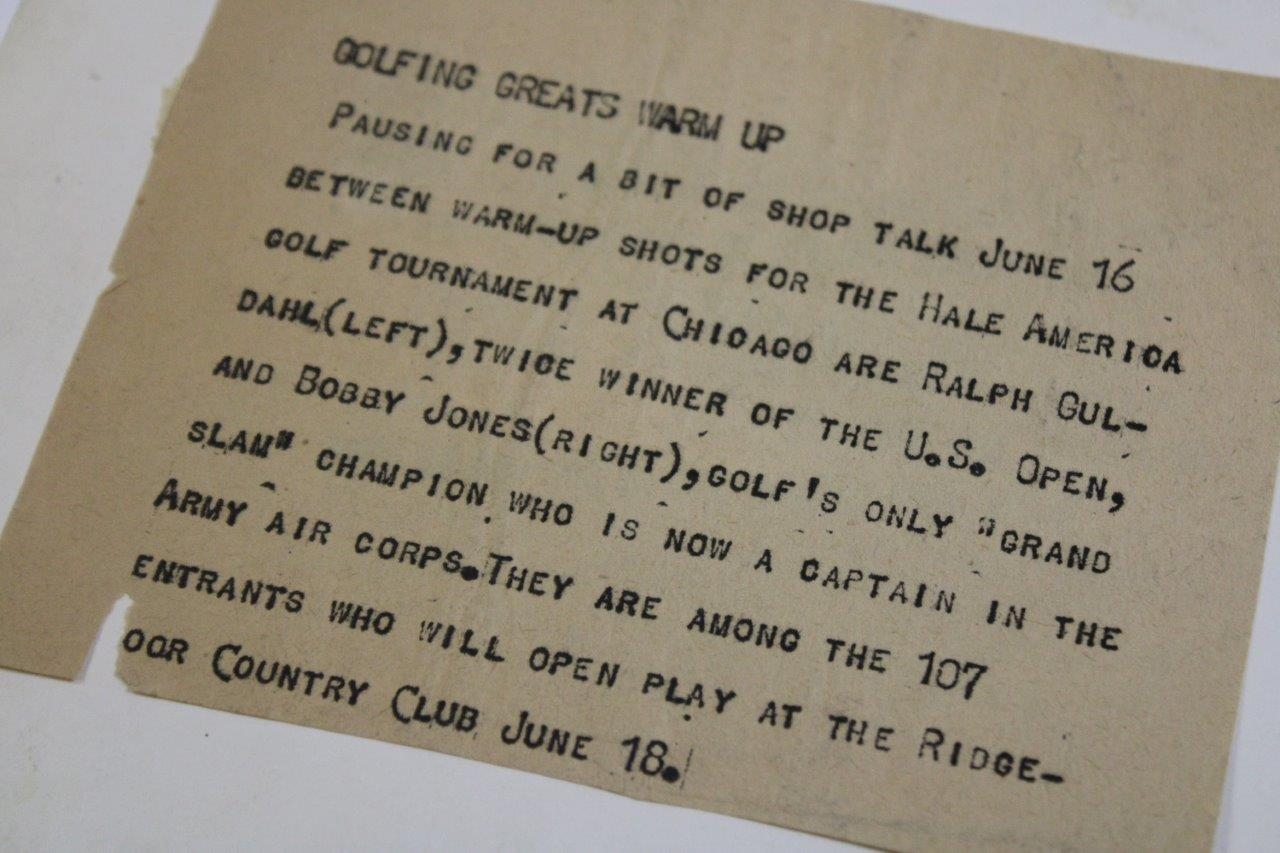 GOLFING GREATS WARM UP
PAUSING FOR A BIT OF SHOP TALK JUNE 16
BETWEEN WARM-UP SHOTS FOR THE HALE AMERICA
GOLF TOURNAMENT AT CHICAGO ARE RALPH GUL-
DAHL(LEFT),TWICE WINNER OF THE U.S. OPEN,
AND BOBBY JONES(RIGHT),GOLF'S ONLY "GRAND
SLAM" CHAMPION WHO IS NOW A CAPTAIN IN THE
ARMY AIR CORPS.THEY ARE AMONG THE 107
ENTRANTS WHO WILL OPEN PLAY AT THE RIDGE-
OOR COUNTRY CLUB JUNE 18.